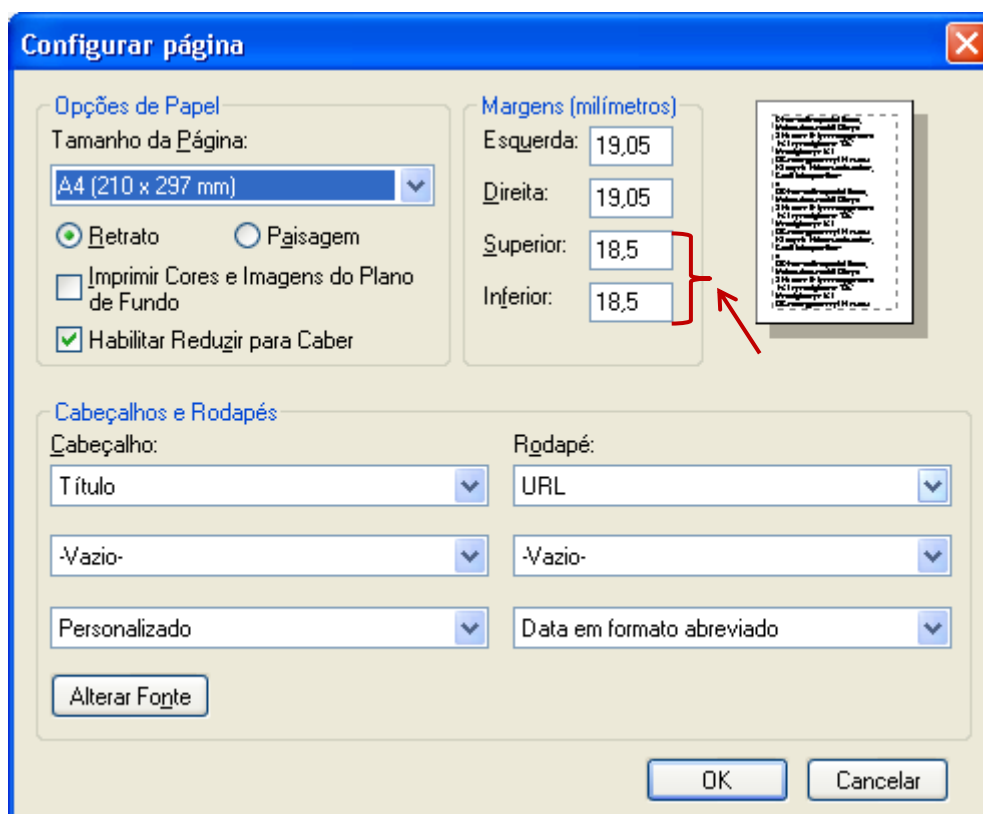 Configurar página
Opções de Papel
Tamanho da Página:
A4 (210 x 297 mm)
Retrato
Paisagem
Imprimir Cores e Imagens do Plano
de Fundo
Habilitar Reduzir para Caber
Margens (milímetros)
Esquerda: 19,05
Direita: 19,05
Superior: 18,5
Inferior: 18,5
Cabeçalhos e Rodapés
Cabeçalho:
Título
-Vazio-
Personalizado
Alterar Fonte
Rodapé:
URL
-Vazio-
Data em formato abreviado
OK
Cancelar